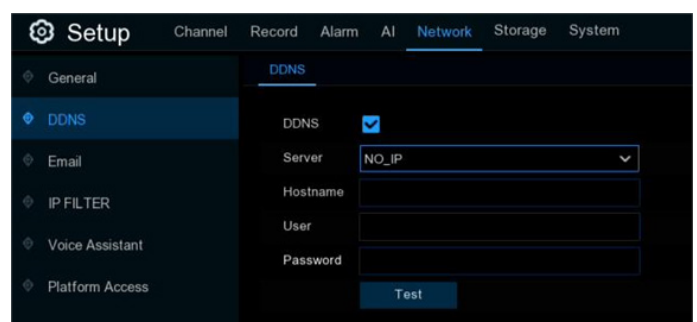 Setup Channel Record Alarm AI Network Storage System
General
DDNS
Email
IP FILTER
Voice Assistant
Platform Access
DDNS
DDNS
Server NO_IP
Hostname
User
Password
Test